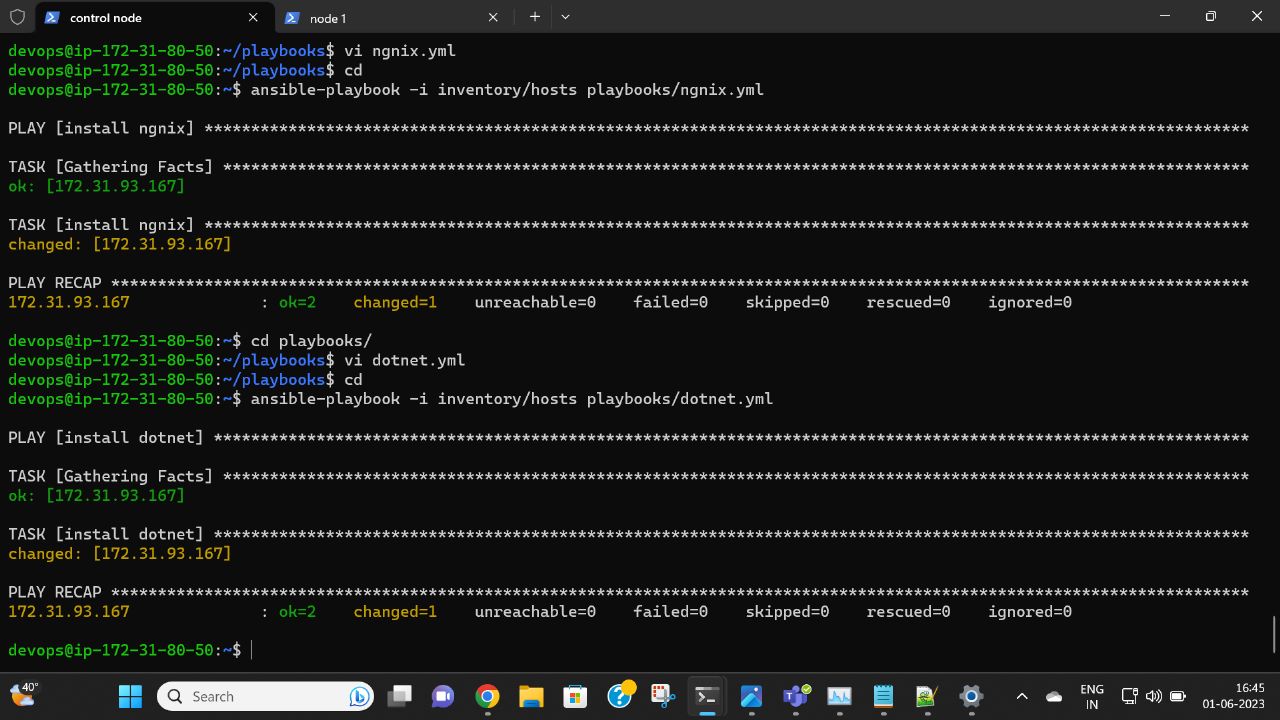 control node
node 1
devops@ip-172-31-80-50:~/playbooks$ vi ngnix.yml
devops@ip-172-31-80-50:~/playbooks$ cd
devops@ip-172-31-80-50:~$ ansible-playbook -i inventory/hosts playbooks/ngnix.yml
PLAY [install ngnix] ****************************************************************************************************************
TASK [Gathering Facts] **************************************************************************************************************
ok: [172.31.93.167]
TASK [install ngnix] ****************************************************************************************************************
changed: [172.31.93.167]
PLAY RECAP **************************************************************************************************************************
172.31.93.167 : ok=2 changed=1 unreachable=0 failed=0 skipped=0 rescued=0 ignored=0
devops@ip-172-31-80-50:~$ cd playbooks/
devops@ip-172-31-80-50:~/playbooks$ vi dotnet.yml
devops@ip-172-31-80-50:~/playbooks$ cd
devops@ip-172-31-80-50:~$ ansible-playbook -i inventory/hosts playbooks/dotnet.yml
PLAY [install dotnet] ***************************************************************************************************************
TASK [Gathering Facts] **************************************************************************************************************
ok: [172.31.93.167]
TASK [install dotnet] ***************************************************************************************************************
changed: [172.31.93.167]
PLAY RECAP **************************************************************************************************************************
172.31.93.167 : ok=2 changed=1 unreachable=0 failed=0 skipped=0 rescued=0 ignored=0
devops@ip-172-31-80-50:~$
40°
Search
ENG
IN
16:45
01-06-2023